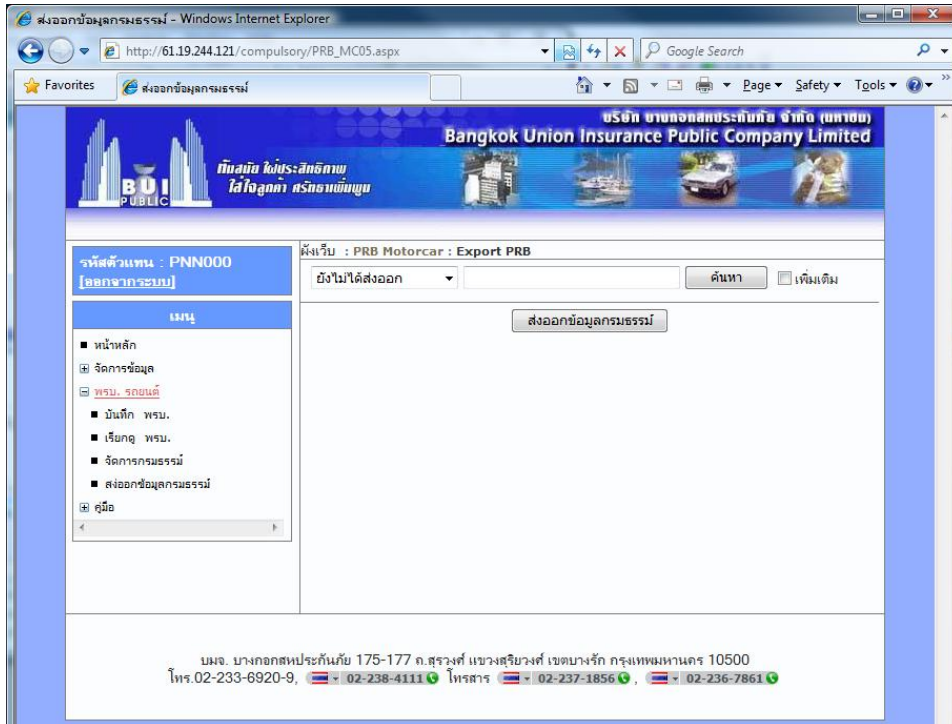 ส่งออกข้อมูลกรมธรรม์ - Windows Internet Explorer
http://61.19.244.121/compulsory/PRB_MC05.aspx
Google Search
Favorites
ส่งออกข้อมูลกรมธรรม์
Page Safety Tools
บริษัท บางกอกสหประกันภัย จำกัด (มหาชน)
Bangkok Union Insurance Public Company Limited
ทันสมัย ใฝ่ประสิทธิภาพ
ใส่ใจลูกค้า ศรัทธาเพิ่มพูน
BUI
PUBLIC
รหัสตัวแทน : PNN000
[ออกจากระบบ]
เมนู
หน้าหลัก
จัดการข้อมูล
พรบ. รถยนต์
บันทึก พรบ.
เรียกดู พรบ.
จัดการกรมธรรม์
ส่งออกข้อมูลกรมธรรม์
คู่มือ
ผังเว็บ : PRB Motorcar : Export PRB
ยังไม่ได้ส่งออก ค้นหา เพิ่มเติม
ส่งออกข้อมูลกรมธรรม์
บมจ. บางกอกสหประกันภัย 175-177 ถ.สุรวงศ์ แขวงสุริยวงศ์ เขตบางรัก กรุงเทพมหานคร 10500
โทร.02-233-6920-9, 02-238-4111 โทรสาร 02-237-1856 , 02-236-7861